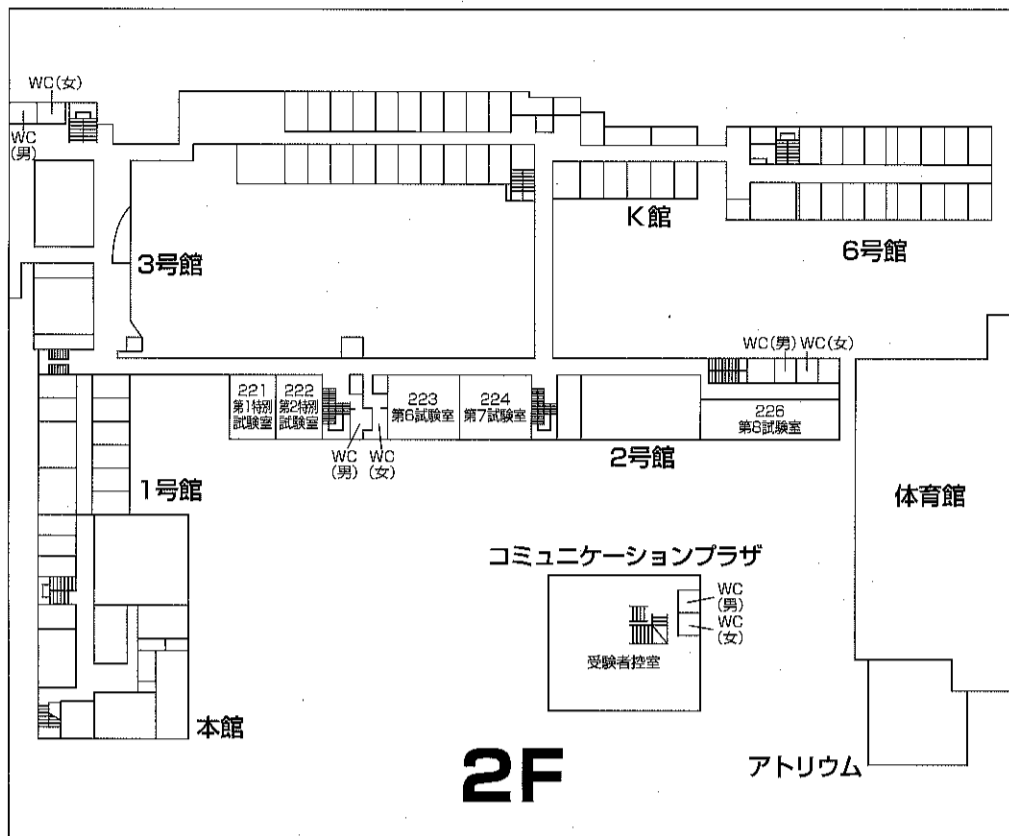 WC(女)
WC
(男)
K館
3号館
6号館
WC(男)
WC(女)
221
第1特別
試験室
222
第2特別
試験室
223
第6試験室
224
第7試験室
226
第8試験室
WC
(男)
WC
(女)
2号館
1号館
体育館
コミュニケーションプラザ
WC
(男)
WC
(女)
受験者控室
本館
2F
アトリウム